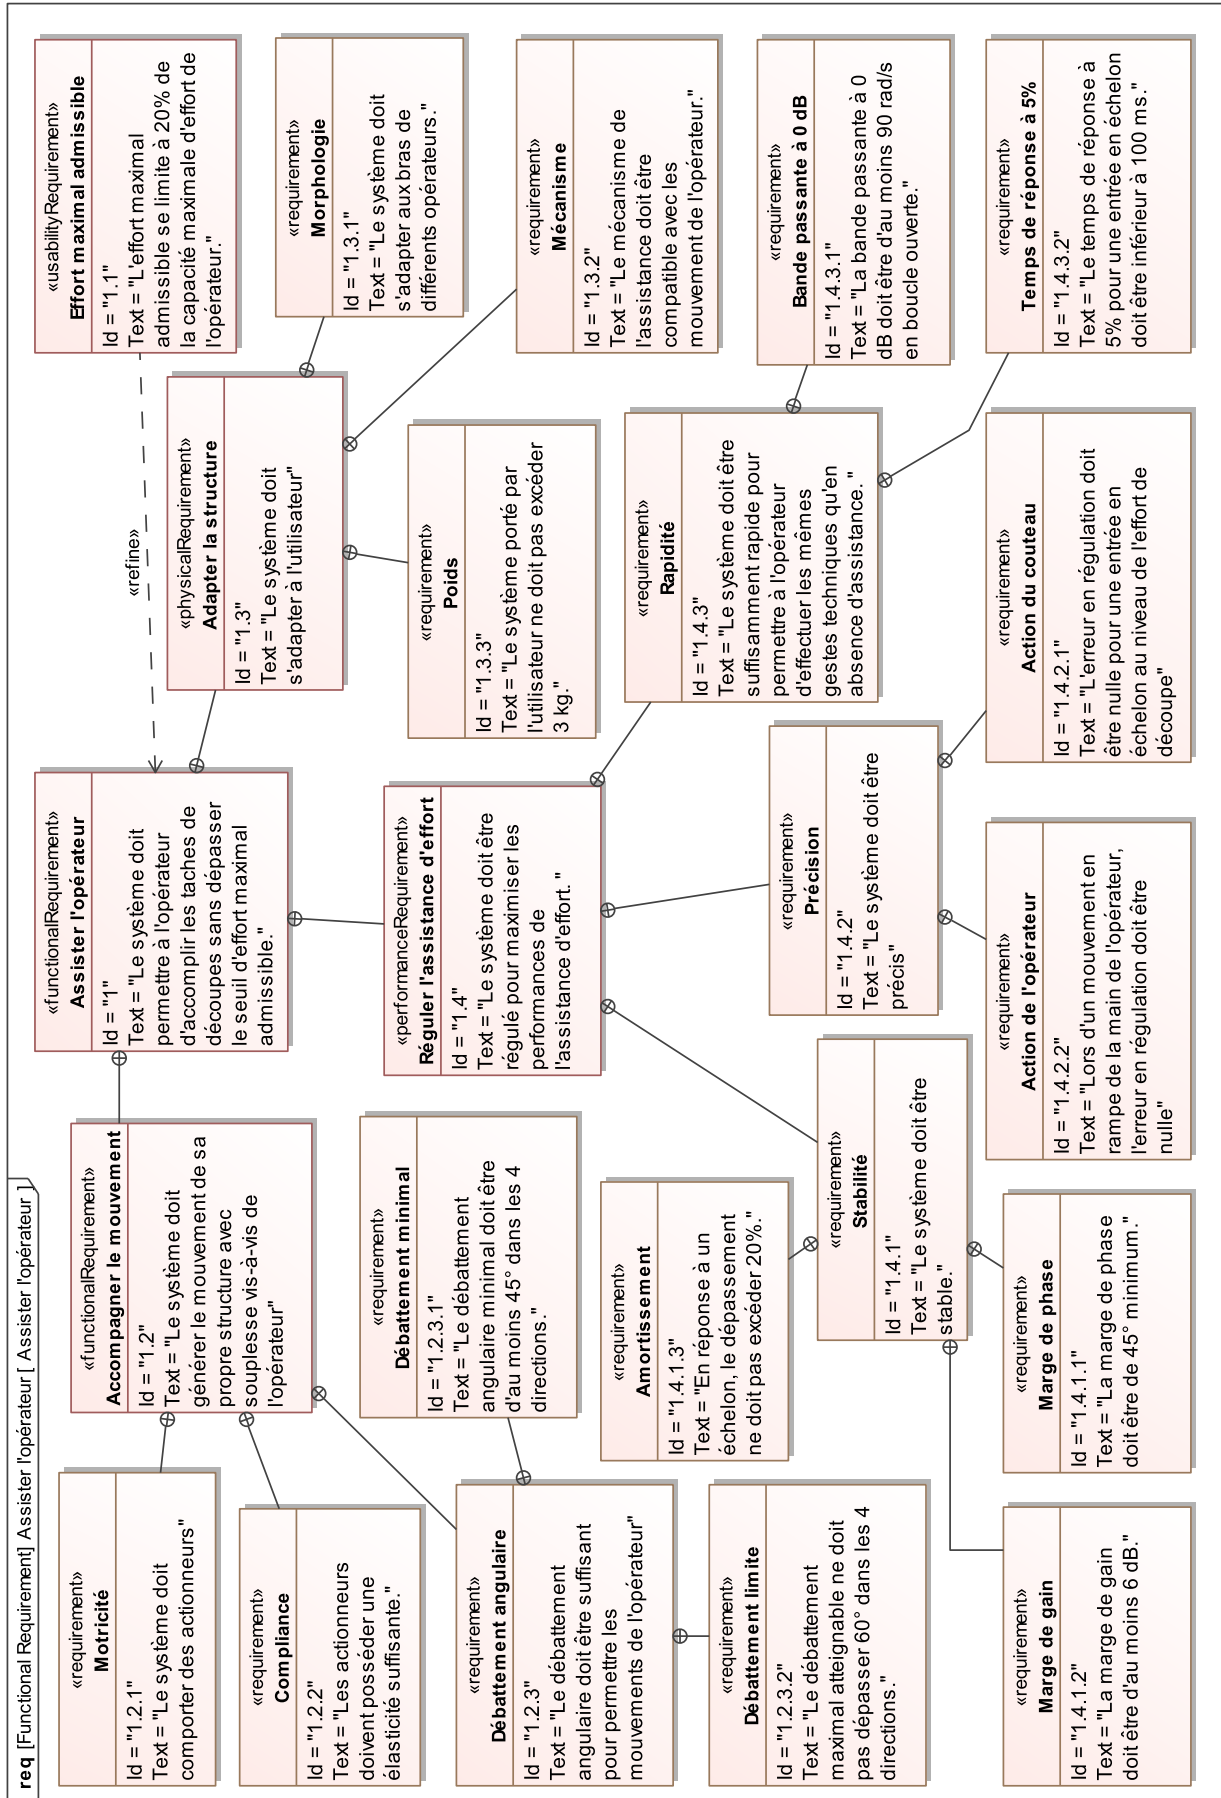 req [Functional Requirement] Assister l'opérateur [ Assister l'opérateur ]
«requirement»
Motricité
Id = "1.2.1"
Text = "Le système doit
comporter des actionneurs"
«functionalRequirement»
Accompagner le mouvement
Id = "1.2"
Text = "Le système doit
générer le mouvement de sa
propre structure avec
souplesse vis-à-vis de
l'opérateur"
«functionalRequirement»
Assister l'opérateur
Id = "1"
Text = "Le système doit
permettre à l'opérateur
d'accomplir les taches de
découpes sans dépasser
le seuil d'effort maximal
admissible."
«refine»
«usabilityRequirement»
Effort maximal admissible
Id = "1.1"
Text = "L'effort maximal
admissible se limite à 20% de
la capacité maximale d'effort de
l'opérateur."
«requirement»
Compliance
Id = "1.2.2"
Text = "Les actionneurs
doivent posséder une
élasticité suffisante."
«physicalRequirement»
Adapter la structure
Id = "1.3"
Text = "Le système doit
s'adapter à l'utilisateur"
«requirement»
Morphologie
Id = "1.3.1"
Text = "Le système doit
s'adapter aux bras de
différents opérateurs."
«requirement»
Débattement angulaire
Id = "1.2.3"
Text = "Le débattement
angulaire doit être suffisant
pour permettre les
mouvements de l'opérateur"
«requirement»
Débattement minimal
Id = "1.2.3.1"
Text = "Le débattement
angulaire minimal doit être
d'au moins 45° dans les 4
directions."
«performanceRequirement»
Réguler l'assistance d'effort
Id = "1.4"
Text = "Le système doit être
régulé pour maximiser les
performances de
l'assistance d'effort. "
«requirement»
Poids
Id = "1.3.3"
Text = "Le système porté par
l'utilisateur ne doit pas excéder
3 kg."
«requirement»
Mécanisme
Id = "1.3.2"
Text = "Le mécanisme de
l'assistance doit être
compatible avec les
mouvement de l'opérateur."
«requirement»
Débattement limite
Id = "1.2.3.2"
Text = "Le débattement
maximal atteignable ne doit
pas dépasser 60° dans les 4
directions."
«requirement»
Amortissement
Id = "1.4.1.3"
Text = "En réponse à un
échelon, le dépassement
ne doit pas excéder 20%."
«requirement»
Rapidité
Id = "1.4.3"
Text = "Le système doit être
suffisamment rapide pour
permettre à l'opérateur
d'effectuer les mêmes
gestes techniques qu'en
absence d'assistance. "
«requirement»
Bande passante à 0 dB
Id = "1.4.3.1"
Text = "La bande passante à 0
dB doit être d'au moins 90 rad/s
en boucle ouverte."
«requirement»
Stabilité
Id = "1.4.1"
Text = "Le système doit être
stable."
«requirement»
Précision
Id = "1.4.2"
Text = "Le système doit être
précis"
«requirement»
Marge de gain
Id = "1.4.1.2"
Text = "La marge de gain
doit être d'au moins 6 dB."
«requirement»
Marge de phase
Id = "1.4.1.1"
Text = "La marge de phase
doit être de 45° minimum."
«requirement»
Action de l'opérateur
Id = "1.4.2.2"
Text = "Lors d'un mouvement en
rampe de la main de l'opérateur,
l'erreur en régulation doit être
nulle"
«requirement»
Action du couteau
Id = "1.4.2.1"
Text = "L'erreur en régulation doit
être nulle pour une entrée en
échelon au niveau de l'effort de
découpe"
«requirement»
Temps de réponse à 5%
Id = "1.4.3.2"
Text = "Le temps de réponse à
5% pour une entrée en échelon
doit être inférieur à 100 ms."